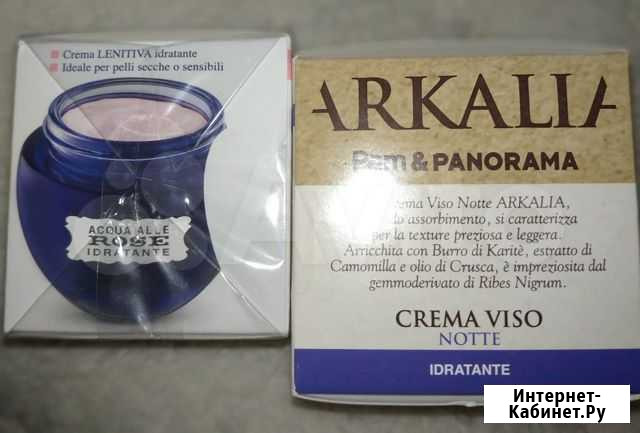 Crema LENITIVA idratante
Ideale per pelli secche o sensibili
ACQUA ALLE
ROSE
IDRATANTE
ARKALIA
Pam & PANORAMA
Crema Viso Notte ARKALIA,
assorbimento, si caratterizza
per la texture preziosa e leggera.
Arricchita con Burro di Karitè, estratto di
Camomilla e olio di Crusca, è impreziosita dal
gemmoderivato di Ribes Nigrum.
CREMA VISO
NOTTE
IDRATANTE
Интернет-
Кабинет.Ру